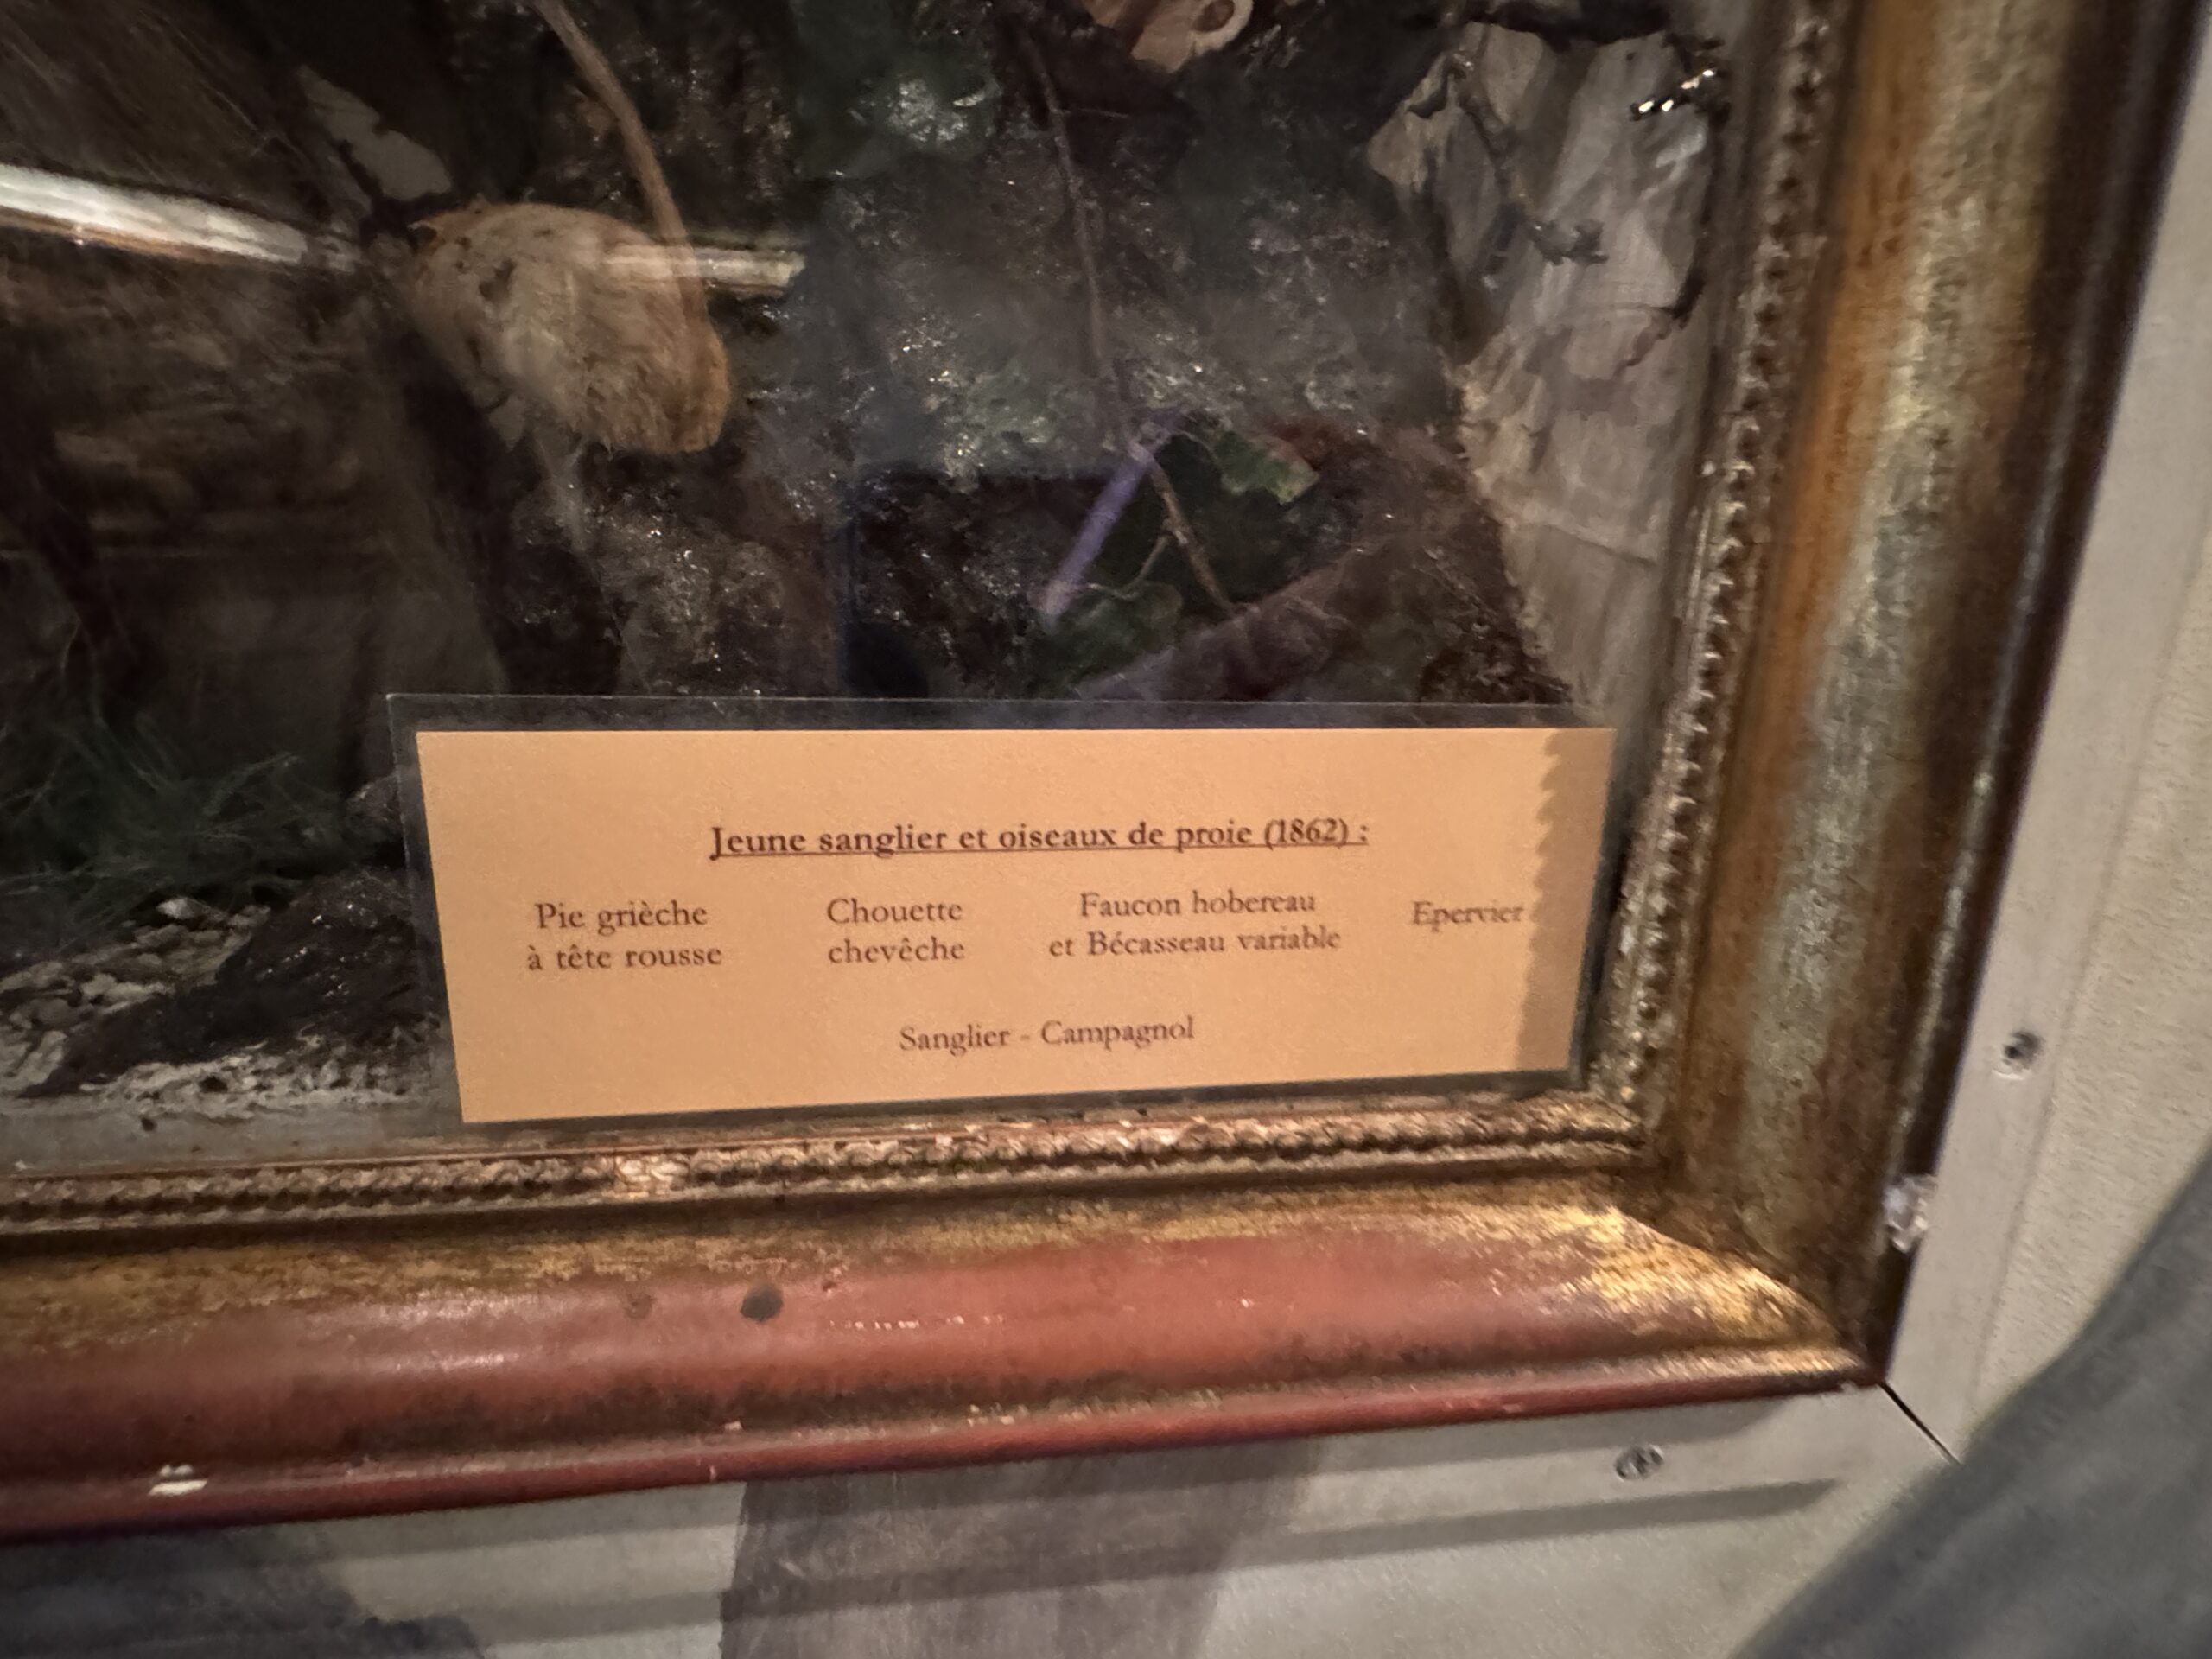 Jeune sanglier et oiseaux de proie (1862) :
Pie grièche
à tête rousse
Chouette
chevêche
Faucon hobereau
et Bécasseau variable
Epervier
Sanglier - Campagnol